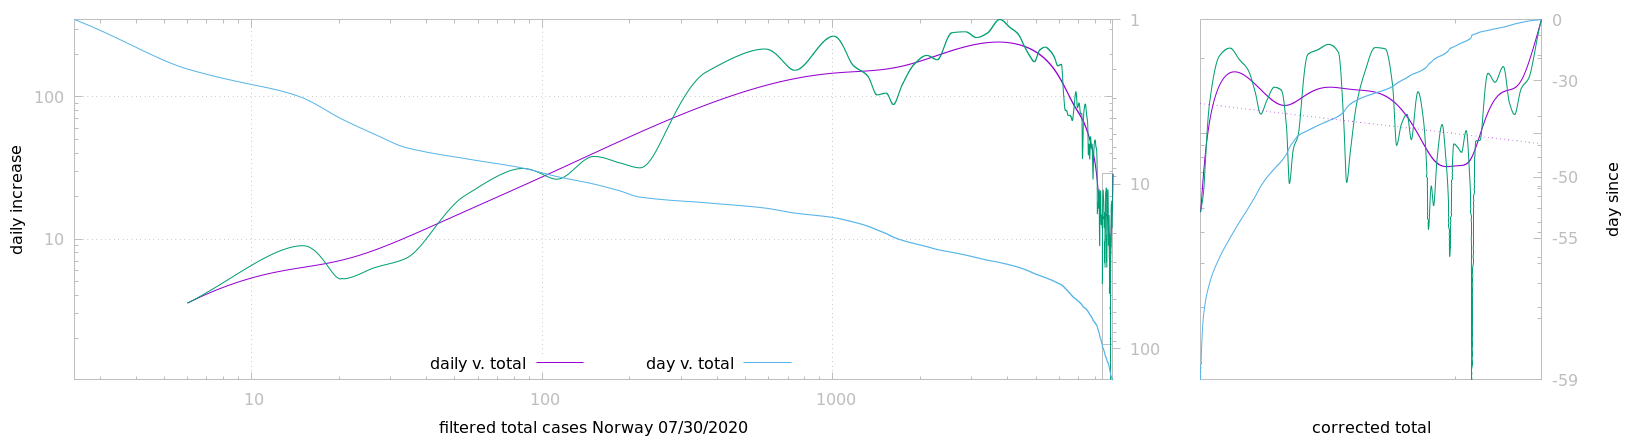 1
0
100
-30
daily increase
10
-50
day since
10
-55
daily v. total
day v. total
100
-59
10
100
1000
filtered total cases Norway 07/30/2020
corrected total